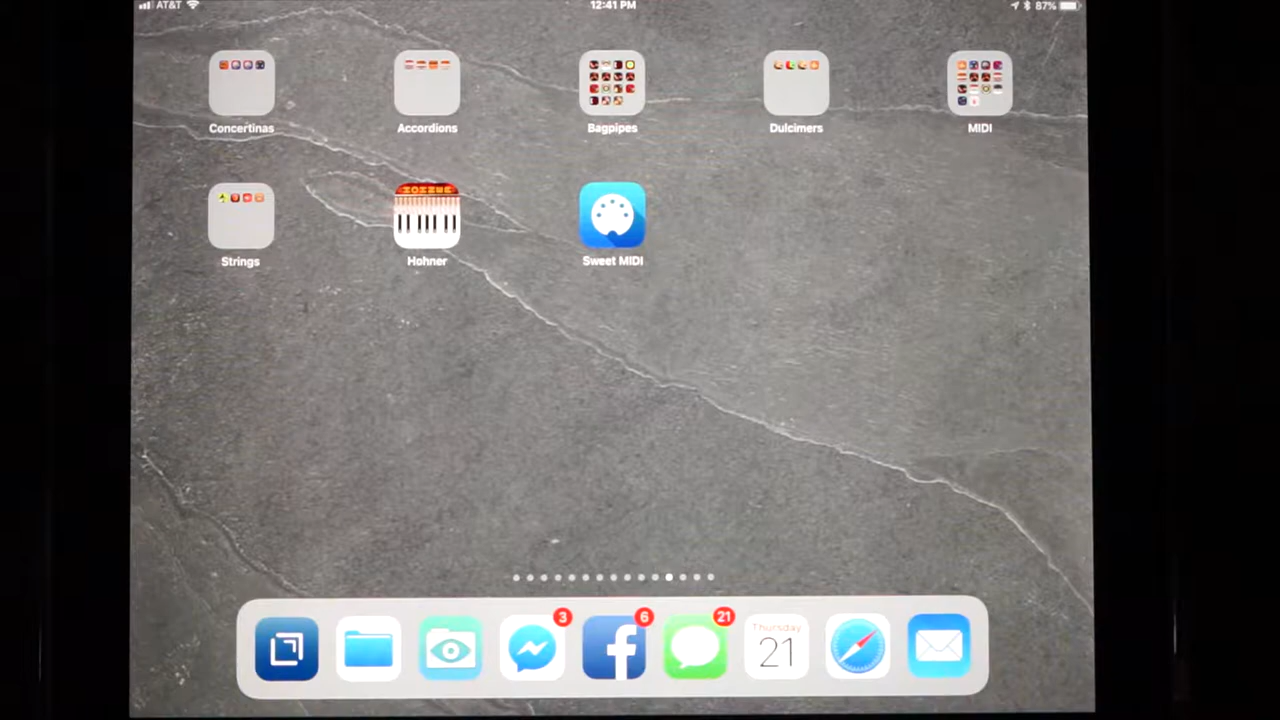 AT&T 12:41 PM 87%
Concertinas Accordions Bagpipes Dulcimers MIDI
HOHNER
Strings Hohner Sweet MIDI
3 6 21
Thursday
21